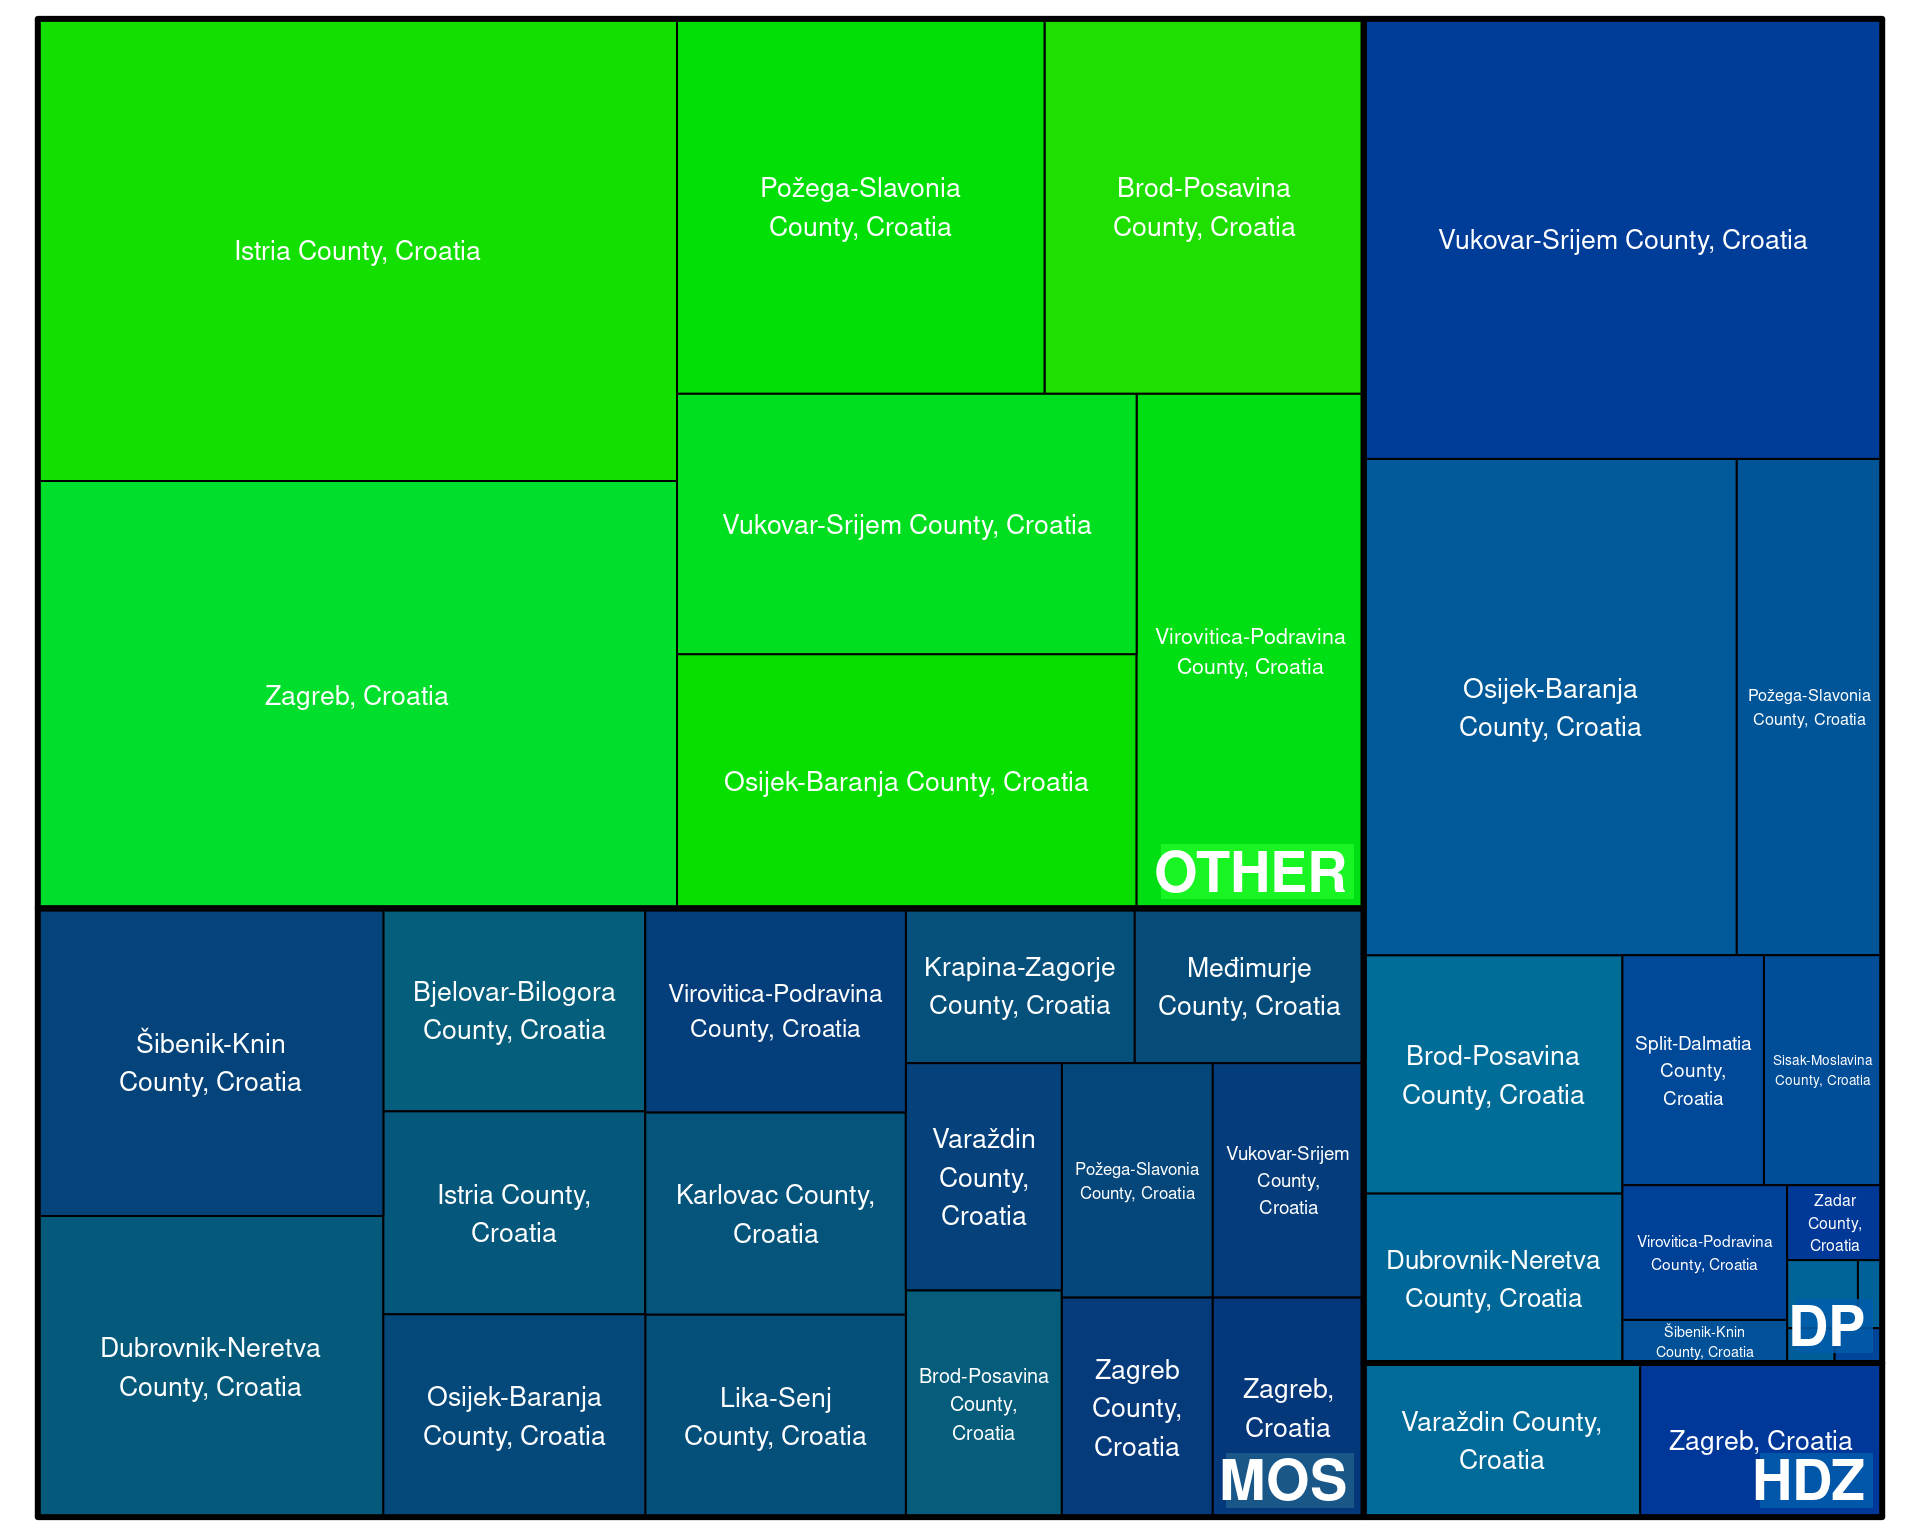 Istria County, Croatia
Požega-Slavonia
County, Croatia
Brod-Posavina
County, Croatia
Zagreb, Croatia
Vukovar-Srijem County, Croatia
Osijek-Baranja County, Croatia
Virovitica-Podravina
County, Croatia
OTHER
Vukovar-Srijem County, Croatia
Osijek-Baranja
County, Croatia
Požega-Slavonia
County, Croatia
Brod-Posavina
County, Croatia
Split-Dalmatia
County,
Croatia
Sisak-Moslavina
County, Croatia
Dubrovnik-Neretva
County, Croatia
Virovitica-Podravina
County, Croatia
Zadar
County,
Croatia
Šibenik-Knin
County, Croatia
DP
Šibenik-Knin
County, Croatia
Dubrovnik-Neretva
County, Croatia
Bjelovar-Bilogora
County, Croatia
Istria County,
Croatia
Osijek-Baranja
County, Croatia
Virovitica-Podravina
County, Croatia
Karlovac County,
Croatia
Lika-Senj
County, Croatia
Krapina-Zagorje
County, Croatia
Međimurje
County, Croatia
Varaždin
County,
Croatia
Požega-Slavonia
County, Croatia
Vukovar-Srijem
County,
Croatia
Brod-Posavina
County,
Croatia
Zagreb
County,
Croatia
Zagreb,
Croatia
MOS
Varaždin County,
Croatia
Zagreb, Croatia
HDZ